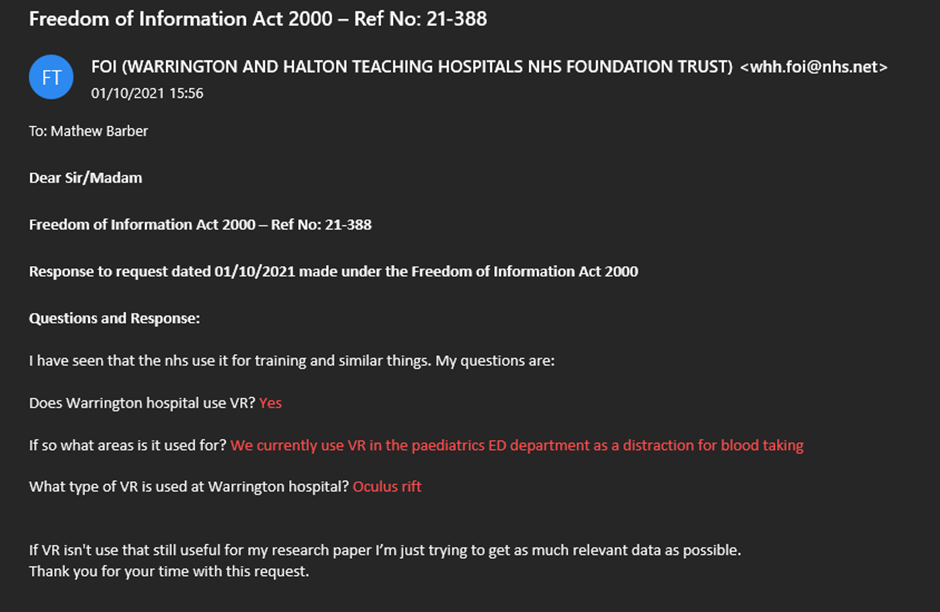 Freedom of Information Act 2000 – Ref No: 21-388
FT
FOI (WARRINGTON AND HALTON TEACHING HOSPITALS NHS FOUNDATION TRUST) <whh.foi@nhs.net>
01/10/2021 15:56
To: Mathew Barber
Dear Sir/Madam
Freedom of Information Act 2000 – Ref No: 21-388
Response to request dated 01/10/2021 made under the Freedom of Information Act 2000
Questions and Response:
I have seen that the nhs use it for training and similar things. My questions are:
Does Warrington hospital use VR? Yes
If so what areas is it used for? We currently use VR in the paediatrics ED department as a distraction for blood taking
What type of VR is used at Warrington hospital? Oculus rift
If VR isn't use that still useful for my research paper I’m just trying to get as much relevant data as possible.
Thank you for your time with this request.